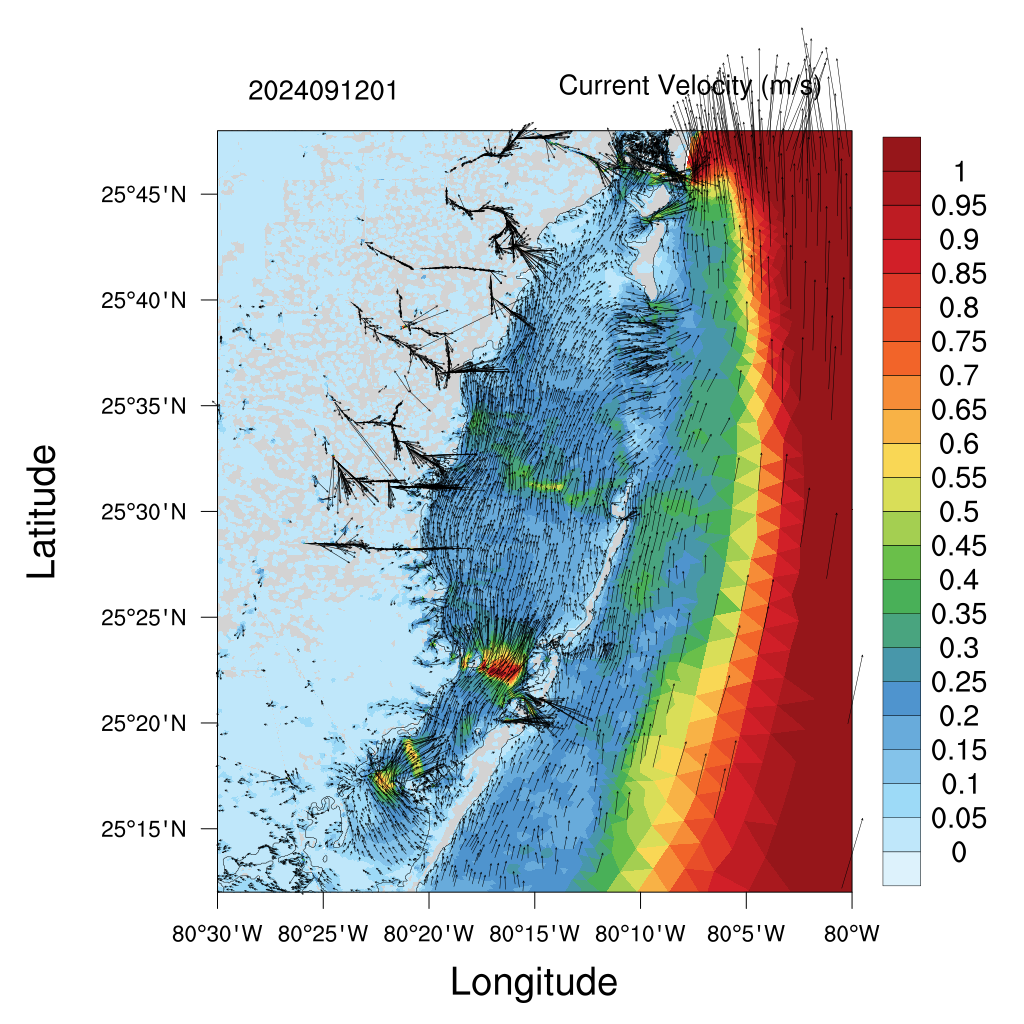 2024091201
Current Velocity (m/s)
25°45'N
25°40'N
25°35'N
25°30'N
25°25'N
25°20'N
25°15'N
Latitude
80°30'W 80°25'W 80°20'W 80°15'W 80°10'W 80°5'W 80°W
Longitude
1
0.95
0.9
0.85
0.8
0.75
0.7
0.65
0.6
0.55
0.5
0.45
0.4
0.35
0.3
0.25
0.2
0.15
0.1
0.05
0